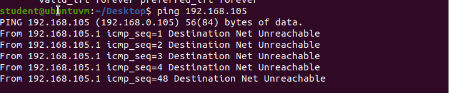 valid_lft forever preferred_lft forever
student@ubuntuvm:~/Desktop$ ping 192.168.105
PING 192.168.105 (192.168.0.105) 56(84) bytes of data.
From 192.168.105.1 icmp_seq=1 Destination Net Unreachable
From 192.168.105.1 icmp_seq=2 Destination Net Unreachable
From 192.168.105.1 icmp_seq=3 Destination Net Unreachable
From 192.168.105.1 icmp_seq=4 Destination Net Unreachable
From 192.168.105.1 icmp_seq=48 Destination Net Unreachable